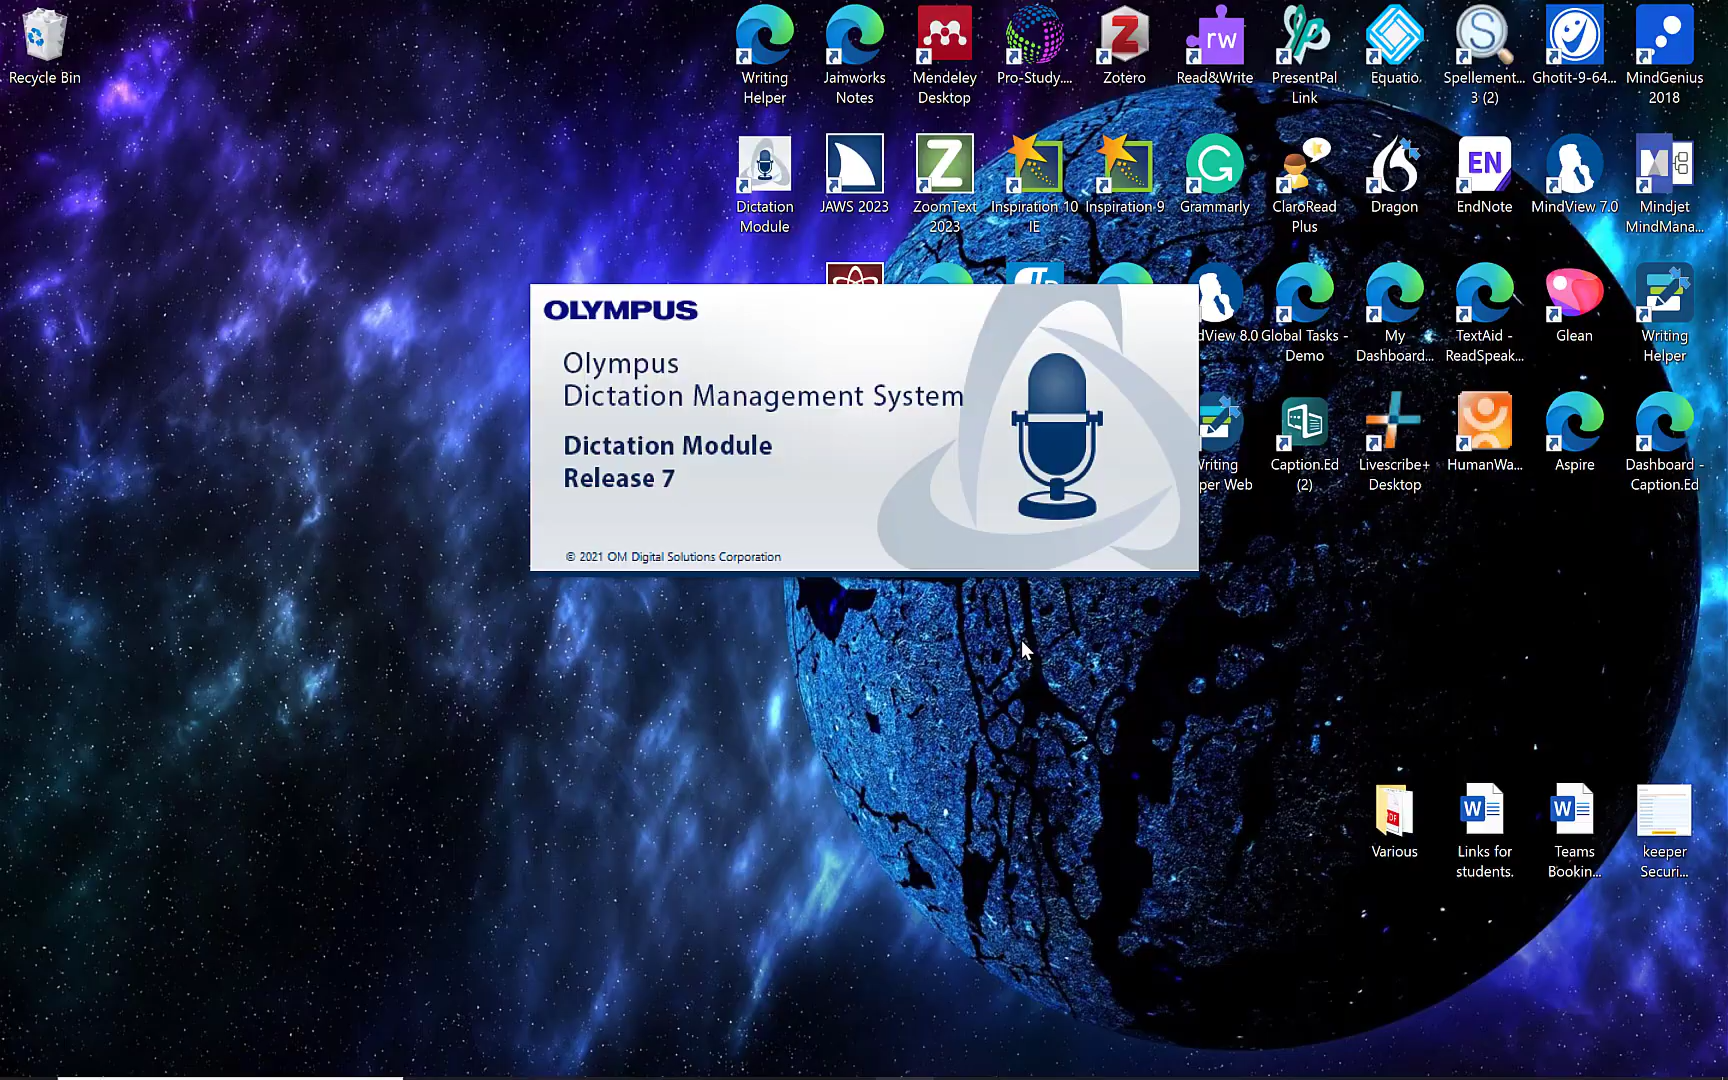 Recycle Bin
Writing
Helper
Jamworks
Notes
Mendeley
Desktop
Pro-Study....
Z
Zotero
rw
Read&Write
PresentPal
Link
Equatio
S
Spellement...
3 (2)
Ghotit-9-64...
MindGenius
2018
Dictation
Module
JAWS 2023
Z
ZoomText
2023
Inspiration 10
IE
Inspiration 9
G
Grammarly
ClaroRead
Plus
Dragon
EN
EndNote
MindView 7.0
Mindjet
MindMana...
dView 8.0
Global Tasks -
Demo
My
Dashboard...
TextAid -
ReadSpeak...
Glean
Writing
Helper
OLYMPUS
Olympus
Dictation Management System
Dictation Module
Release 7
© 2021 OM Digital Solutions Corporation
Writing
per Web
Caption.Ed
(2)
Livescribe+
Desktop
HumanWa...
Aspire
Dashboard -
Caption.Ed
PDF
Various
W
Links for
students.
W
Teams
Bookin...
keeper
Securi...